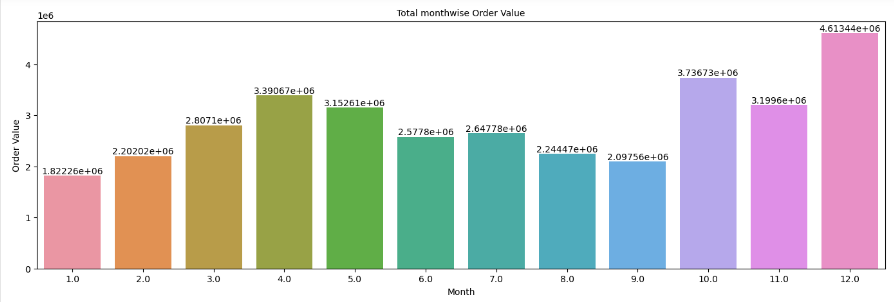 Total monthwise Order Value
1e6
4
3
2
1
0
Order Value
1.82226e+06
2.20202e+06
2.8071e+06
3.39067e+06
3.15261e+06
2.5778e+06
2.64778e+06
2.24447e+06
2.09756e+06
3.73673e+06
3.1996e+06
4.61344e+06
1.0 2.0 3.0 4.0 5.0 6.0 7.0 8.0 9.0 10.0 11.0 12.0
Month